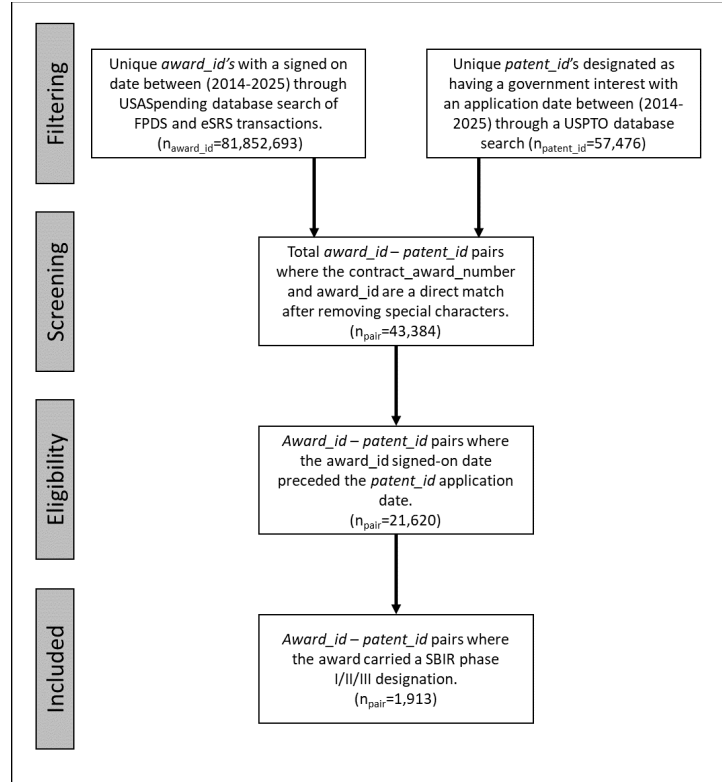 Filtering
Unique award_id's with a signed on
date between (2014-2025) through
USASpending database search of
FPDS and eSRS transactions.
(naward_id=81,852,693)
Unique patent_id's designated as
having a government interest with
an application date between (2014-
2025) through a USPTO database
search (npatent_id=57,476)
Screening
Total award_id – patent_id pairs
where the contract_award_number
and award_id are a direct match
after removing special characters.
(npair=43,384)
Eligibility
Award_id – patent_id pairs where
the award_id signed-on date
preceded the patent_id application
date.
(npair=21,620)
Included
Award_id – patent_id pairs where
the award carried a SBIR phase
I/II/III designation.
(npair=1,913)